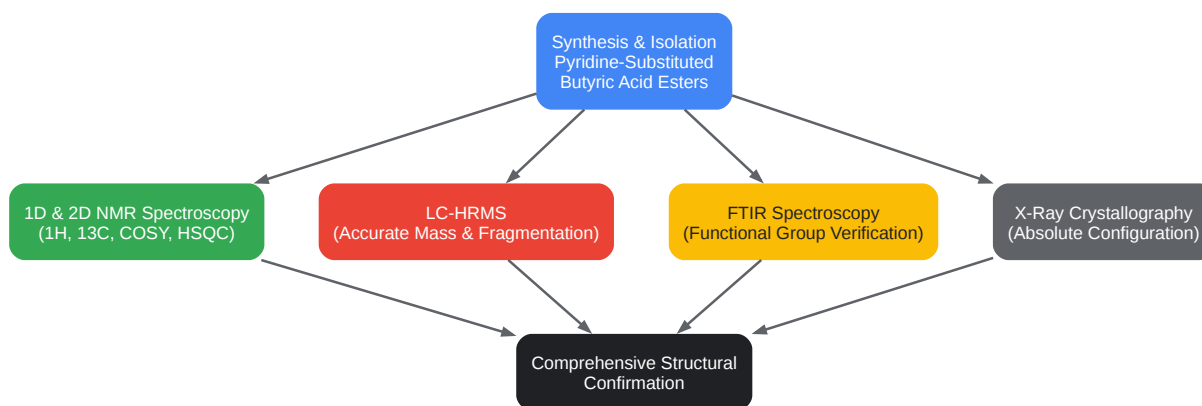 Synthesis & Isolation
Pyridine-Substituted
Butyric Acid Esters
1D & 2D NMR Spectroscopy
(1H, 13C, COSY, HSQC)
LC-HRMS
(Accurate Mass & Fragmentation)
FTIR Spectroscopy
(Functional Group Verification)
X-Ray Crystallography
(Absolute Configuration)
Comprehensive Structural
Confirmation